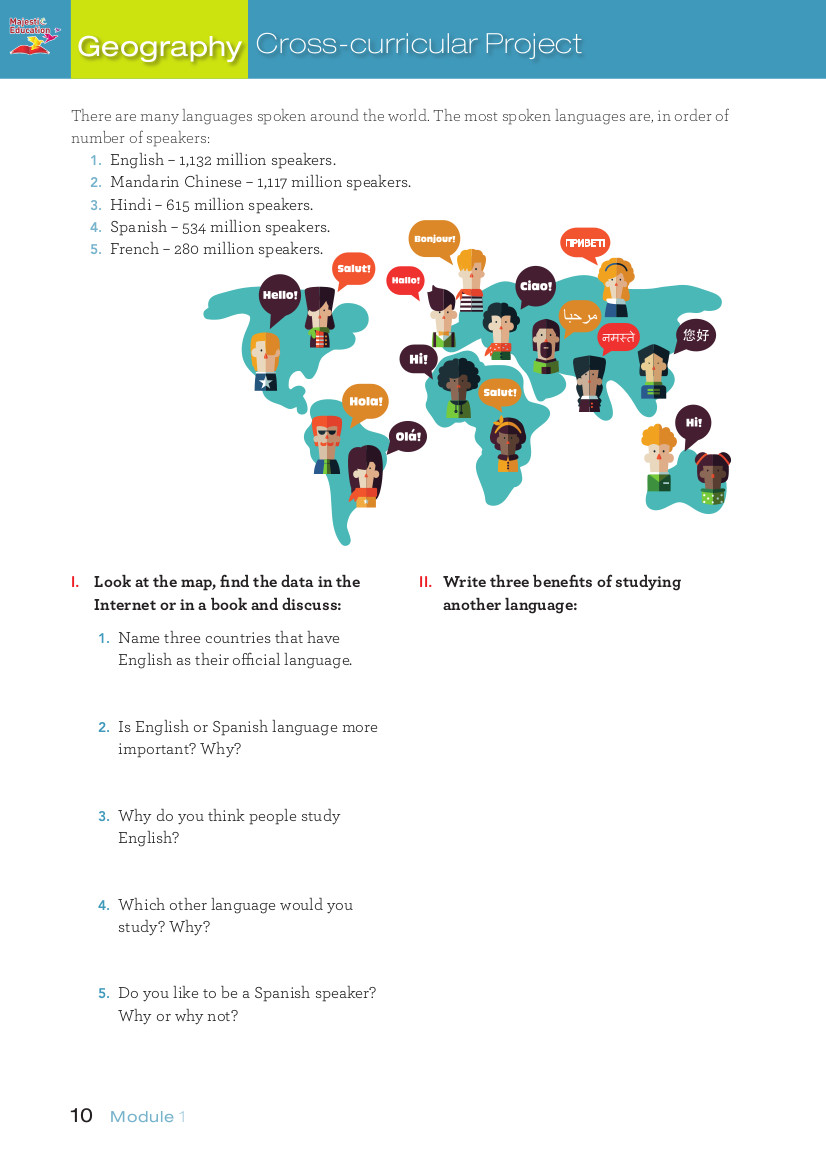 Majestic
Education
Geography Cross-curricular Project
There are many languages spoken around the world. The most spoken languages are, in order of
number of speakers:
1. English – 1,132 million speakers.
2. Mandarin Chinese – 1,117 million speakers.
3. Hindi – 615 million speakers.
4. Spanish – 534 million speakers.
5. French – 280 million speakers.
Bonjour!
ПРИВЕТ!
Salut!
Hallo!
Ciao!
Hello!
مرحبا
नमस्ते
您好
Hi!
Salut!
Hola!
Olá!
Hi!
I. Look at the map, find the data in the
Internet or in a book and discuss:
1. Name three countries that have
English as their official language.
2. Is English or Spanish language more
important? Why?
3. Why do you think people study
English?
4. Which other language would you
study? Why?
5. Do you like to be a Spanish speaker?
Why or why not?
II. Write three benefits of studying
another language:
10 Module 1